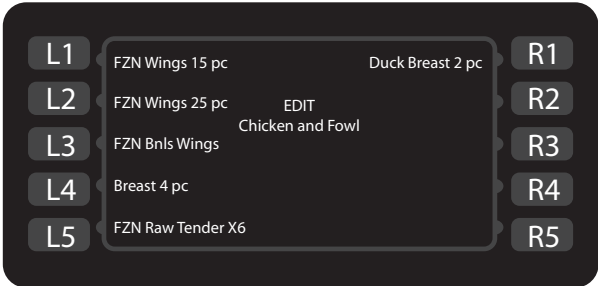 L1
FZN Wings 15 pc
Duck Breast 2 pc
R1
L2
FZN Wings 25 pc
EDIT
R2
Chicken and Fowl
L3
FZN Bnls Wings
R3
L4
Breast 4 pc
R4
L5
FZN Raw Tender X6
R5